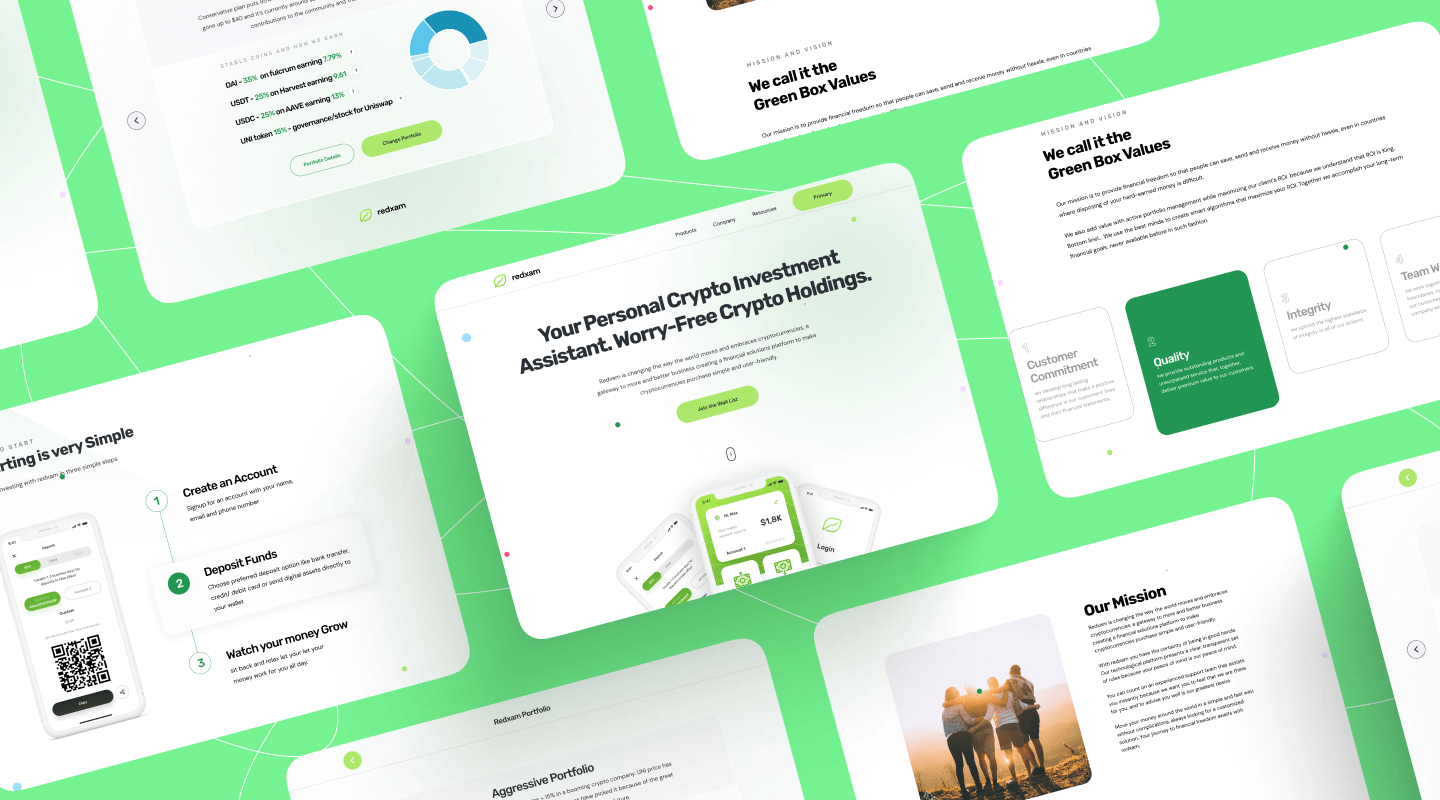 Conservative plan puts
gone up to $40 and it's currently around
contributions to the community and the
STABLE COINS AND HOW WE EARN
DAI - 35% on fulcrum earning 7.79%
USDT - 25% on Harvest earning 9.61
USDC - 25% on AAVE earning 13%
UNI token 15% - governance/stock for Uniswap
Portfolio Details
Change Portfolio
redxam
MISSION AND VISION
We call it the
Green Box Values
Our mission is to provide financial freedom so that people can save, send and receive money without hassle, even in countries
MISSION AND VISION
We call it the
Green Box Values
Our mission is to provide financial freedom so that people can save, send and receive money without hassle, even in countries
where disposing of your hard-earned money is difficult.
We also add value with active portfolio management while maximizing our client's ROI, because we understand that ROI is King.
Bottom line!.. We use the best minds to create smart algorithms that maximize your ROI. Together we accomplish your long-term
financial goals, never available before in such fashion.
1
Customer
Commitment
we develop long lasting
relationships that make a positive
difference in our customers' lives
and their financial statements.
2
Quality
we provide outstanding products and
unsurpassed service that, together,
deliver premium value to our customers.
3
Integrity
we uphold the highest standards
of integrity in all of our actions.
4
Team W
we work togeth
redxam
Products
Company
Resources
Primary
Your Personal Crypto Investment
Assistant. Worry-Free Crypto Holdings.
Redxam is changing the way the world moves and embraces cryptocurrencies, a
gateway to more and better business creating a financial solutions platform to make
cryptocurrencies purchase simple and user-friendly.
Join the Wait List
9:41
Hi, Max
$1,8K
Account 1
Account 2
Login
Deposit
O START
rting is very Simple
nvesting with redxam in three simple steps
1
Create an Account
Signup for an account with your name,
email and phone number
2
Deposit Funds
Choose preferred deposit option like bank transfer,
credit/ debit card or send digital assets directly to
your wallet
3
Watch your money Grow
sit back and relax let your let your
money work for you all day.
9:41
Deposit
BTC
Card
Account 2
Copy
Redxam Portfolio
Aggressive Portfolio
+ 15% in a booming crypto company. UNI price has
have picked it because of the great
Our Mission
Redxam is changing the way the world moves and embraces
cryptocurrencies, a gateway to more and better business
creating a financial solutions platform to make
cryptocurrencies purchase simple and user-friendly.
With redxam you have the certainty of being in good hands.
Our technological platform presents a clear, transparent set
of rules because your peace of mind is our peace of mind.
You can count on an experienced support team that assists
you instantly because we want you to feel that we are there
for you, and to advise you well is our greatest desire.
Move your money around the world in a simple and fast way,
without complications, always looking for a customized
solution. Your journey to financial freedom awaits with
redxam.